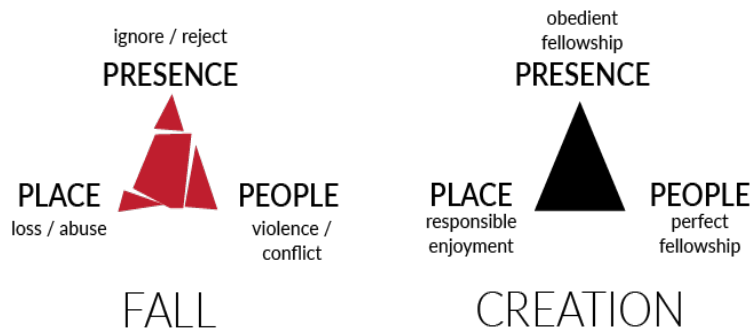 ignore / reject
PRESENCE
PLACE
loss / abuse
PEOPLE
violence /
conflict
FALL
obedient
fellowship
PRESENCE
PLACE
responsible
enjoyment
PEOPLE
perfect
fellowship
CREATION